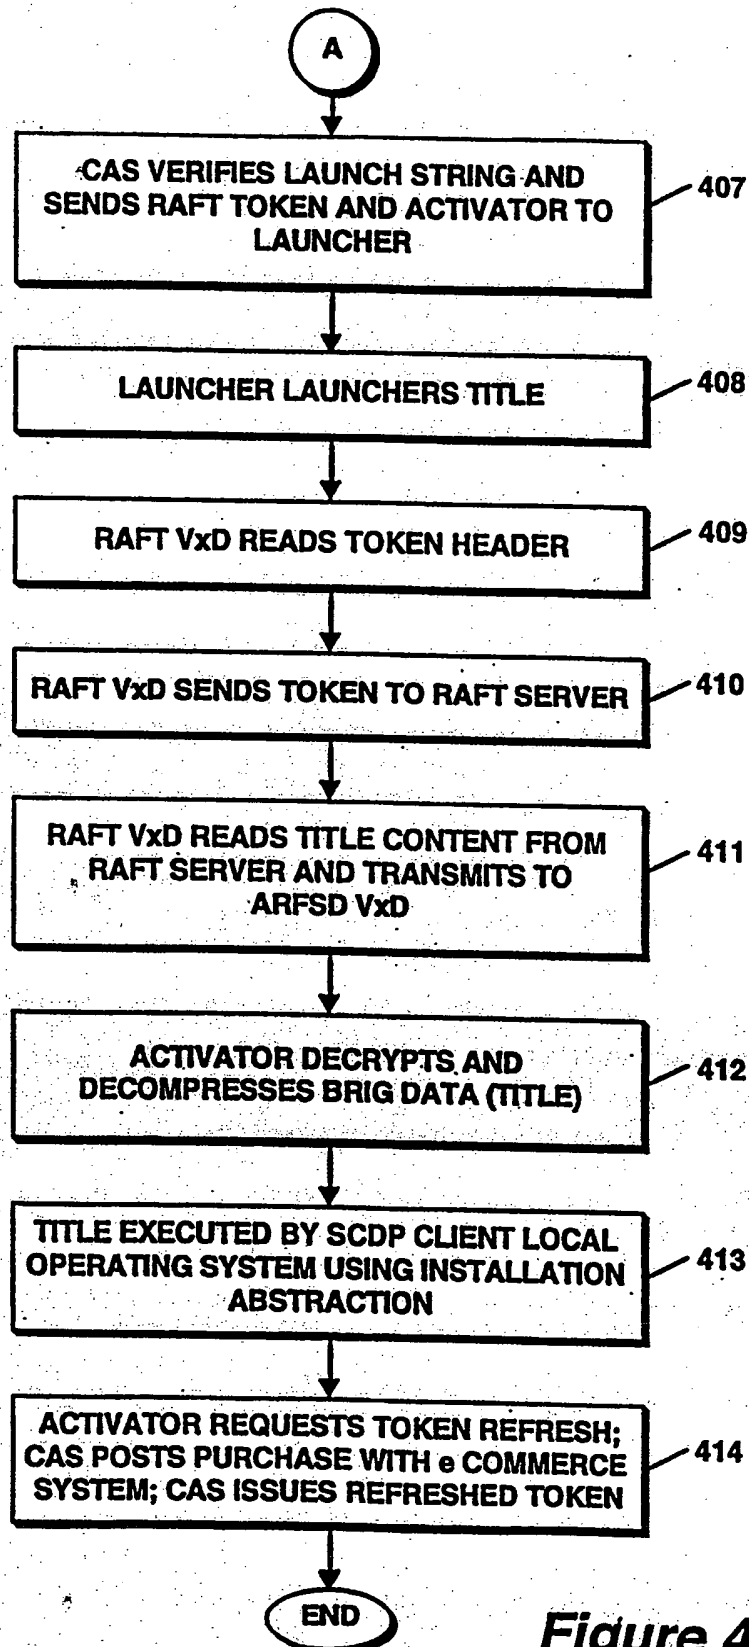 A
CAS VERIFIES LAUNCH STRING AND
SENDS RAFT TOKEN AND ACTIVATOR TO
LAUNCHER
407
LAUNCHER LAUNCHERS TITLE
408
RAFT VxD READS TOKEN HEADER
409
RAFT VxD SENDS TOKEN TO RAFT SERVER
410
RAFT VxD READS TITLE CONTENT FROM
RAFT SERVER AND TRANSMITS TO
ARFSD VxD
411
ACTIVATOR DECRYPTS AND
DECOMPRESSES BRIG DATA (TITLE)
412
TITLE EXECUTED BY SCDP CLIENT LOCAL
OPERATING SYSTEM USING INSTALLATION
ABSTRACTION
413
ACTIVATOR REQUESTS TOKEN REFRESH;
CAS POSTS PURCHASE WITH e COMMERCE
SYSTEM; CAS ISSUES REFRESHED TOKEN
414
END
Figure 4